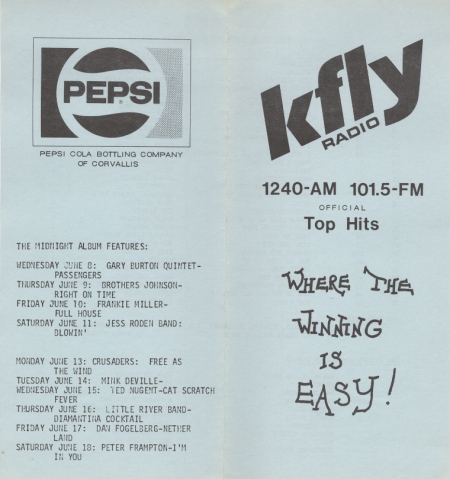 PEPSI
PEPSI COLA BOTTLING COMPANY
OF CORVALLIS
THE MIDNIGHT ALBUM FEATURES:
WEDNESDAY JUNE 8: GARY BURTON QUINTET-
PASSENGERS
THURSDAY JUNE 9: BROTHERS JOHNSON-
RIGHT ON TIME
FRIDAY JUNE 10: FRANKIE MILLER-
FULL HOUSE
SATURDAY JUNE 11: JESS RODEN BAND:
BLOWIN'
MONDAY JUNE 13: CRUSADERS: FREE AS
THE WIND
TUESDAY JUNE 14: MINK DEVILLE-
WEDNESDAY JUNE 15: TED NUGENT-CAT SCRATCH
FEVER
THURSDAY JUNE 16: LITTLE RIVER BAND-
DIAMANTINA COCKTAIL
FRIDAY JUNE 17: DAN FOGELBERG-NETHER
LAND
SATURDAY JUNE 18: PETER FRAMPTON-I'M
IN YOU
kfly
RADIO
1240-AM 101.5-FM
OFFICIAL
Top Hits
WHERE THE
WINNING
IS
EASY!